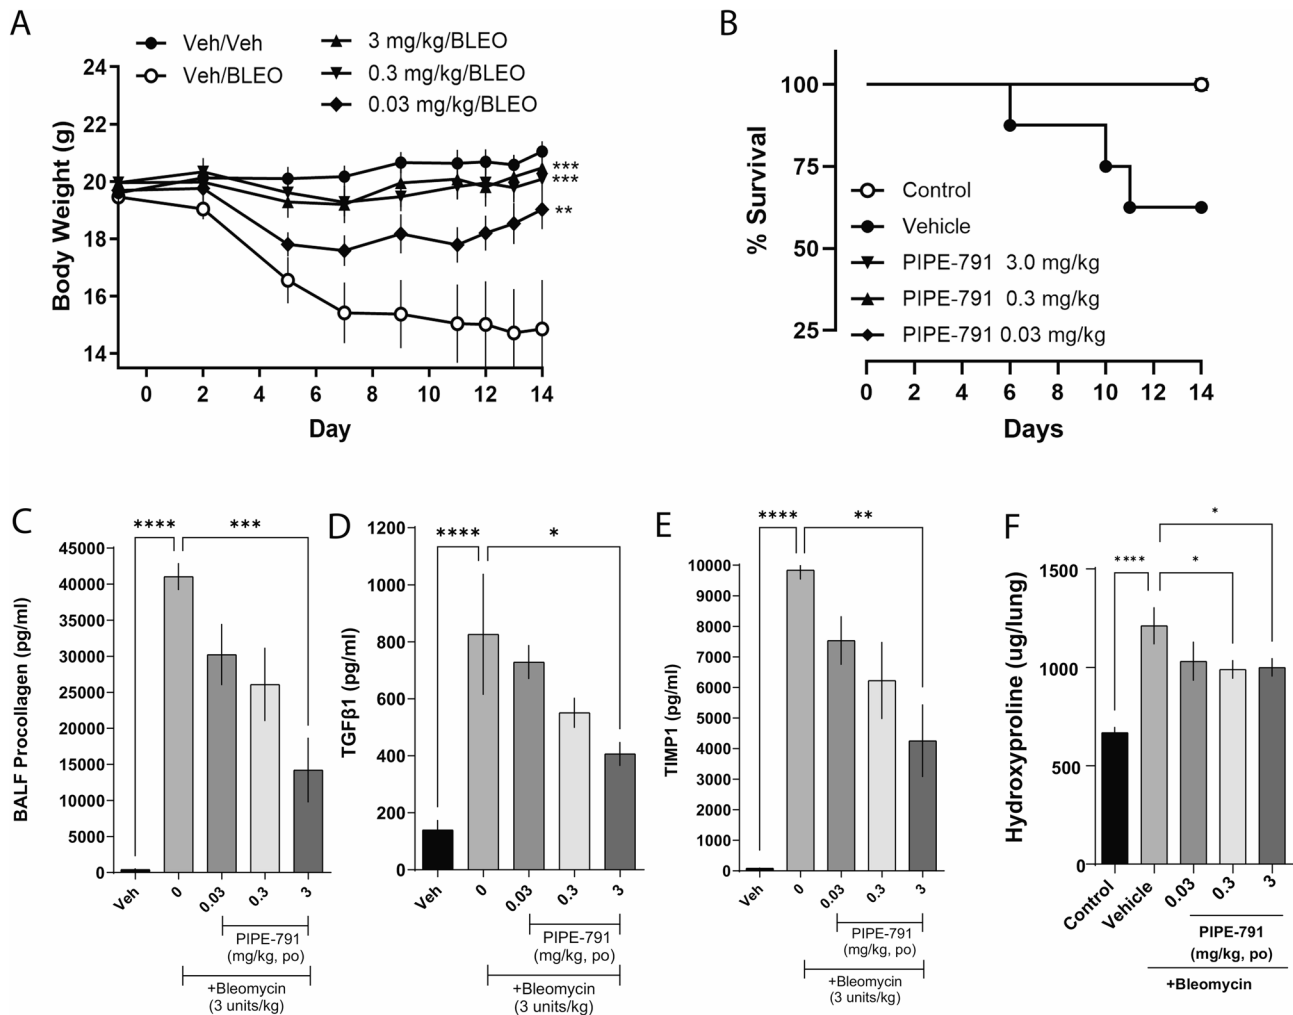 A
Veh/Veh
Veh/BLEO
3 mg/kg/BLEO
0.3 mg/kg/BLEO
0.03 mg/kg/BLEO
Body Weight (g)
24
22
20
18
16
14
***
***
**
0 2 4 6 8 10 12 14
Day
B
% Survival
100
75
50
25
Control
Vehicle
PIPE-791 3.0 mg/kg
PIPE-791 0.3 mg/kg
PIPE-791 0.03 mg/kg
0 2 4 6 8 10 12 14
Days
C
**** ***
BALF Procollagen (pg/ml)
45000
40000
35000
30000
25000
20000
15000
10000
5000
0
Veh 0 0.03 0.3 3
PIPE-791
(mg/kg, po)
+Bleomycin
(3 units/kg)
D
**** *
TGFβ1 (pg/ml)
1200
1000
800
600
400
200
0
Veh 0 0.03 0.3 3
PIPE-791
(mg/kg, po)
+Bleomycin
(3 units/kg)
E
**** **
TIMP1 (pg/ml)
10000
9000
8000
7000
6000
5000
4000
3000
2000
1000
0
Veh 0 0.03 0.3 3
PIPE-791
(mg/kg, po)
+Bleomycin
(3 units/kg)
F
*
**** *
Hydroxyproline (ug/lung)
1500
1000
500
0
Control Vehicle 0.03 0.3 3
PIPE-791
(mg/kg, po)
+Bleomycin